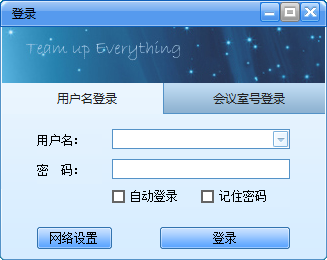 登录
Team up Everything
用户名登录 会议室号登录
用户名：
密 码：
自动登录 记住密码
网络设置 登录